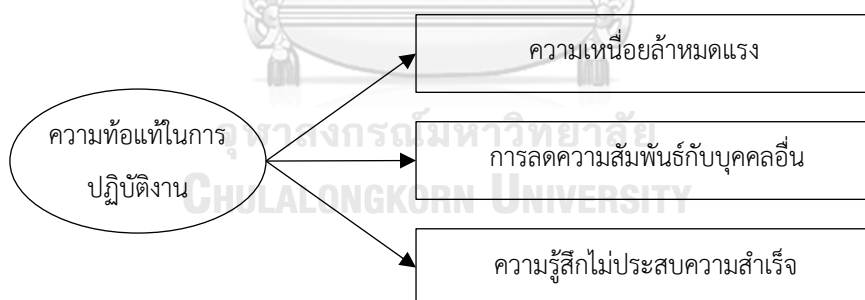 ความเหนื่อยล้าหมดแรง
ความท้อแท้ในการ
ปฏิบัติงาน
การลดความสัมพันธ์กับบุคคลอื่น
ความรู้สึกไม่ประสบความสำเร็จ
จุฬาลงกรณ์มหาวิทยาลัย
CHULALONGKORN UNIVERSITY